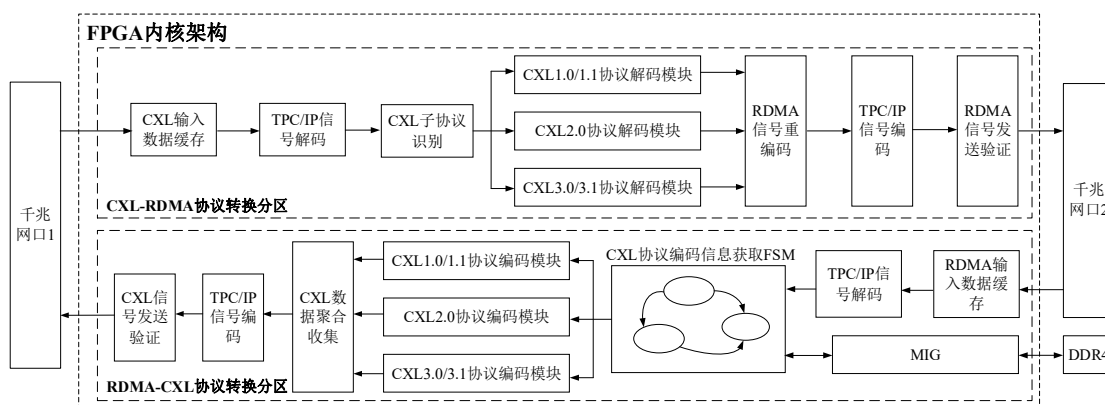 FPGA内核架构
千兆
网口1
CXL输入
数据缓存
TPC/IP信
号解码
CXL子协议
识别
CXL1.0/1.1协议解码模块
CXL2.0协议解码模块
CXL3.0/3.1协议解码模块
RDMA
信号重
编码
TPC/IP
信号编
码
RDMA
信号发
送验证
千兆
网口2
CXL-RDMA协议转换分区
CXL信
号发送
验证
TPC/IP
信号编
码
CXL数
据聚合
收集
CXL1.0/1.1协议编码模块
CXL2.0协议编码模块
CXL3.0/3.1协议编码模块
CXL协议编码信息获取FSM
TPC/IP信
号解码
RDMA输
入数据缓
存
MIG
DDR4
RDMA-CXL协议转换分区